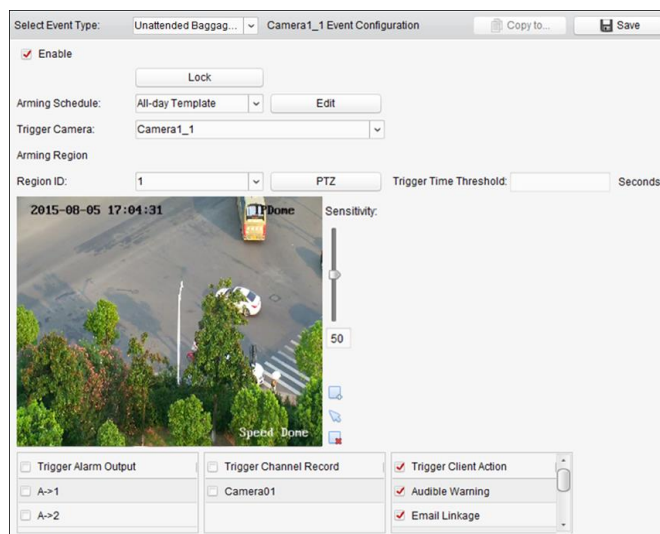 Select Event Type: Unattended Baggag... Camera1_1 Event Configuration Copy to... Save
Enable
Lock
Arming Schedule: All-day Template Edit
Trigger Camera: Camera1_1
Arming Region
Region ID: 1 PTZ Trigger Time Threshold: Seconds
2015-08-05 17:04:31 IPDome Sensitivity:
50
Speed Dome
Trigger Alarm Output Trigger Channel Record Trigger Client Action
A->1 Camera01 Audible Warning
A->2 Email Linkage